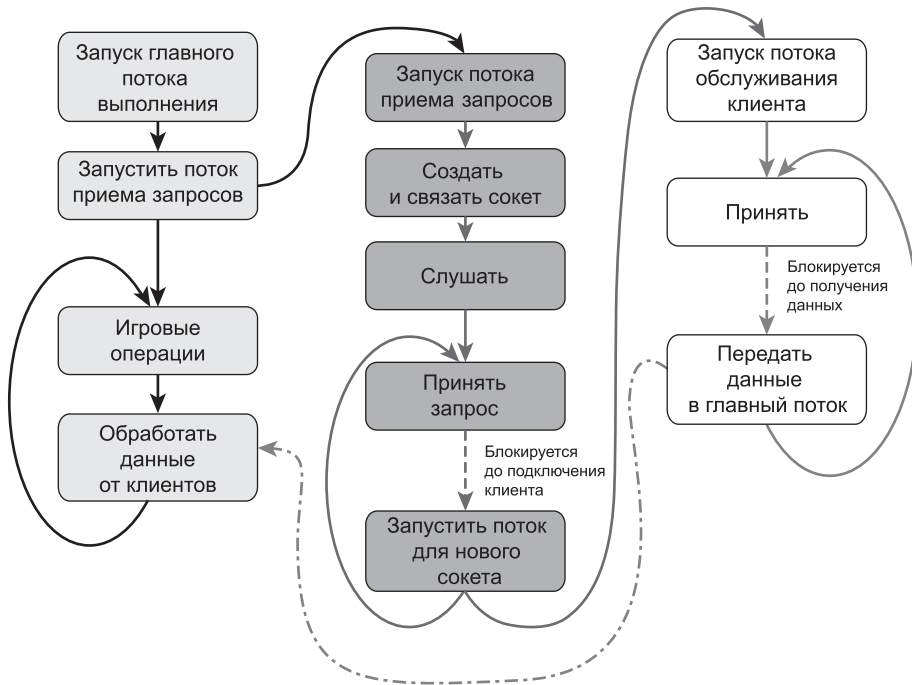 Запуск главного
потока
выполнения
Запустить поток
приема запросов
Игровые
операции
Обработать
данные
от клиентов
Запуск потока
приема запросов
Создать
и связать сокет
Слушать
Принять
запрос
Блокируется
до подключения
клиента
Запустить поток
для нового
сокета
Запуск потока
обслуживания
клиента
Принять
Блокируется
до получения
данных
Передать
данные
в главный поток